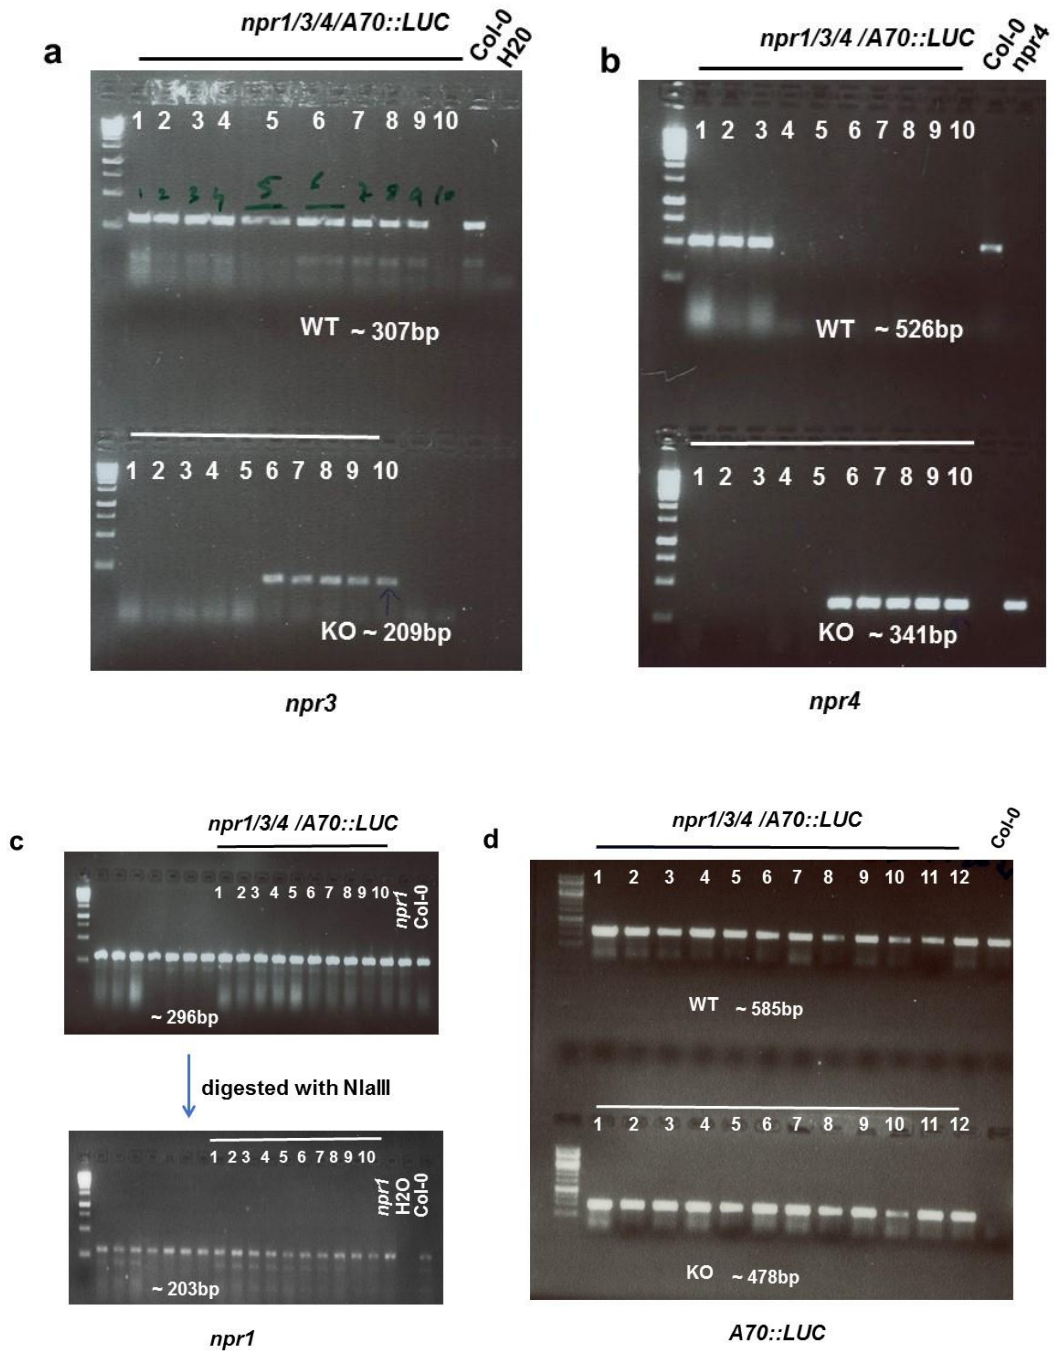 a
npr1/3/4/A70::LUC
Col-0
H20
1 2 3 4 5 6 7 8 9 10
1 2 3 4 5 6 7 8 9 10
WT ~ 307bp
1 2 3 4 5 6 7 8 9 10
KO ~ 209bp
npr3
b
npr1/3/4 /A70::LUC
Col-0
npr4
1 2 3 4 5 6 7 8 9 10
WT ~ 526bp
1 2 3 4 5 6 7 8 9 10
KO ~ 341bp
npr4
c
npr1/3/4 /A70::LUC
1 2 3 4 5 6 7 8 9 10
npr1
Col-0
~ 296bp
digested with NlaIII
1 2 3 4 5 6 7 8 9 10
npr1
H2O
Col-0
~ 203bp
npr1
d
npr1/3/4 /A70::LUC
Col-0
1 2 3 4 5 6 7 8 9 10 11 12
WT ~ 585bp
1 2 3 4 5 6 7 8 9 10 11 12
KO ~ 478bp
A70::LUC